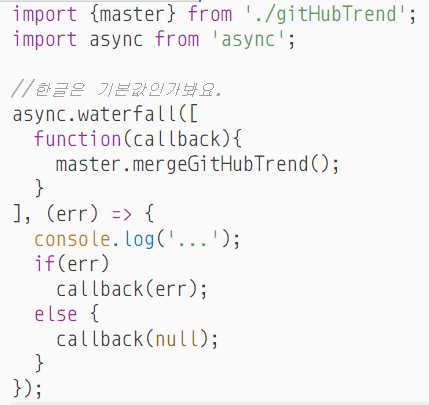 import {master} from './gitHubTrend';
import async from 'async';

//한글은 기본값인가봐요.
async.waterfall([
  function(callback){
    master.mergeGitHubTrend();
  }
], (err) => {
  console.log('...');
  if(err)
    callback(err);
  else {
    callback(null);
  }
});